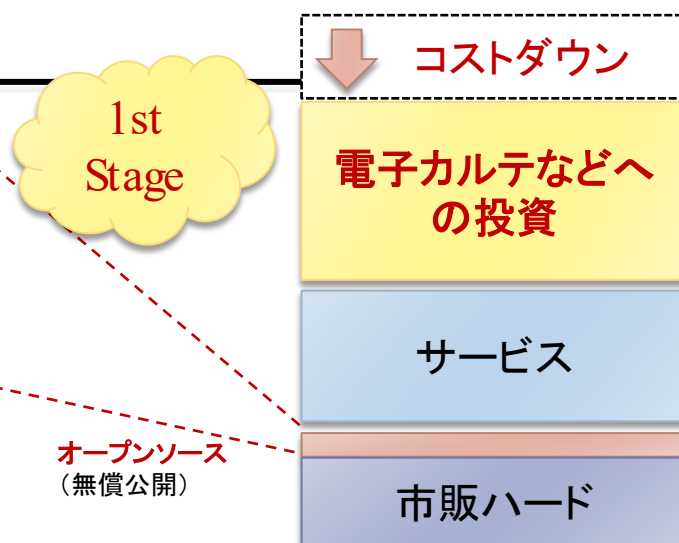 コストダウン
1st
Stage
電子カルテなどへ
の投資
サービス
オープンソース
（無償公開）
市販ハード